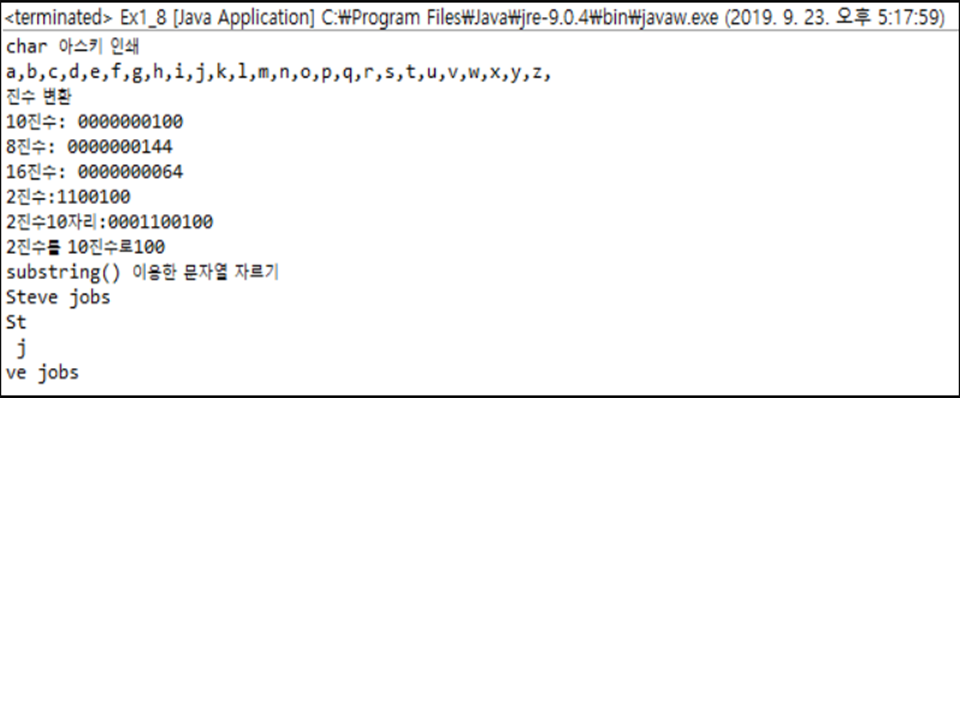 <terminated> Ex1_8 [Java Application] C:₩Program Files₩Java₩jre-9.0.4₩bin₩javaw.exe (2019. 9. 23. 오후 5:17:59)
char 아스키 인쇄
a,b,c,d,e,f,g,h,i,j,k,l,m,n,o,p,q,r,s,t,u,v,w,x,y,z,
진수 변환
10진수: 0000000100
8진수: 0000000144
16진수: 0000000064
2진수:1100100
2진수10자리:0001100100
2진수를 10진수로100
substring() 이용한 문자열 자르기
Steve jobs
St
 j
ve jobs